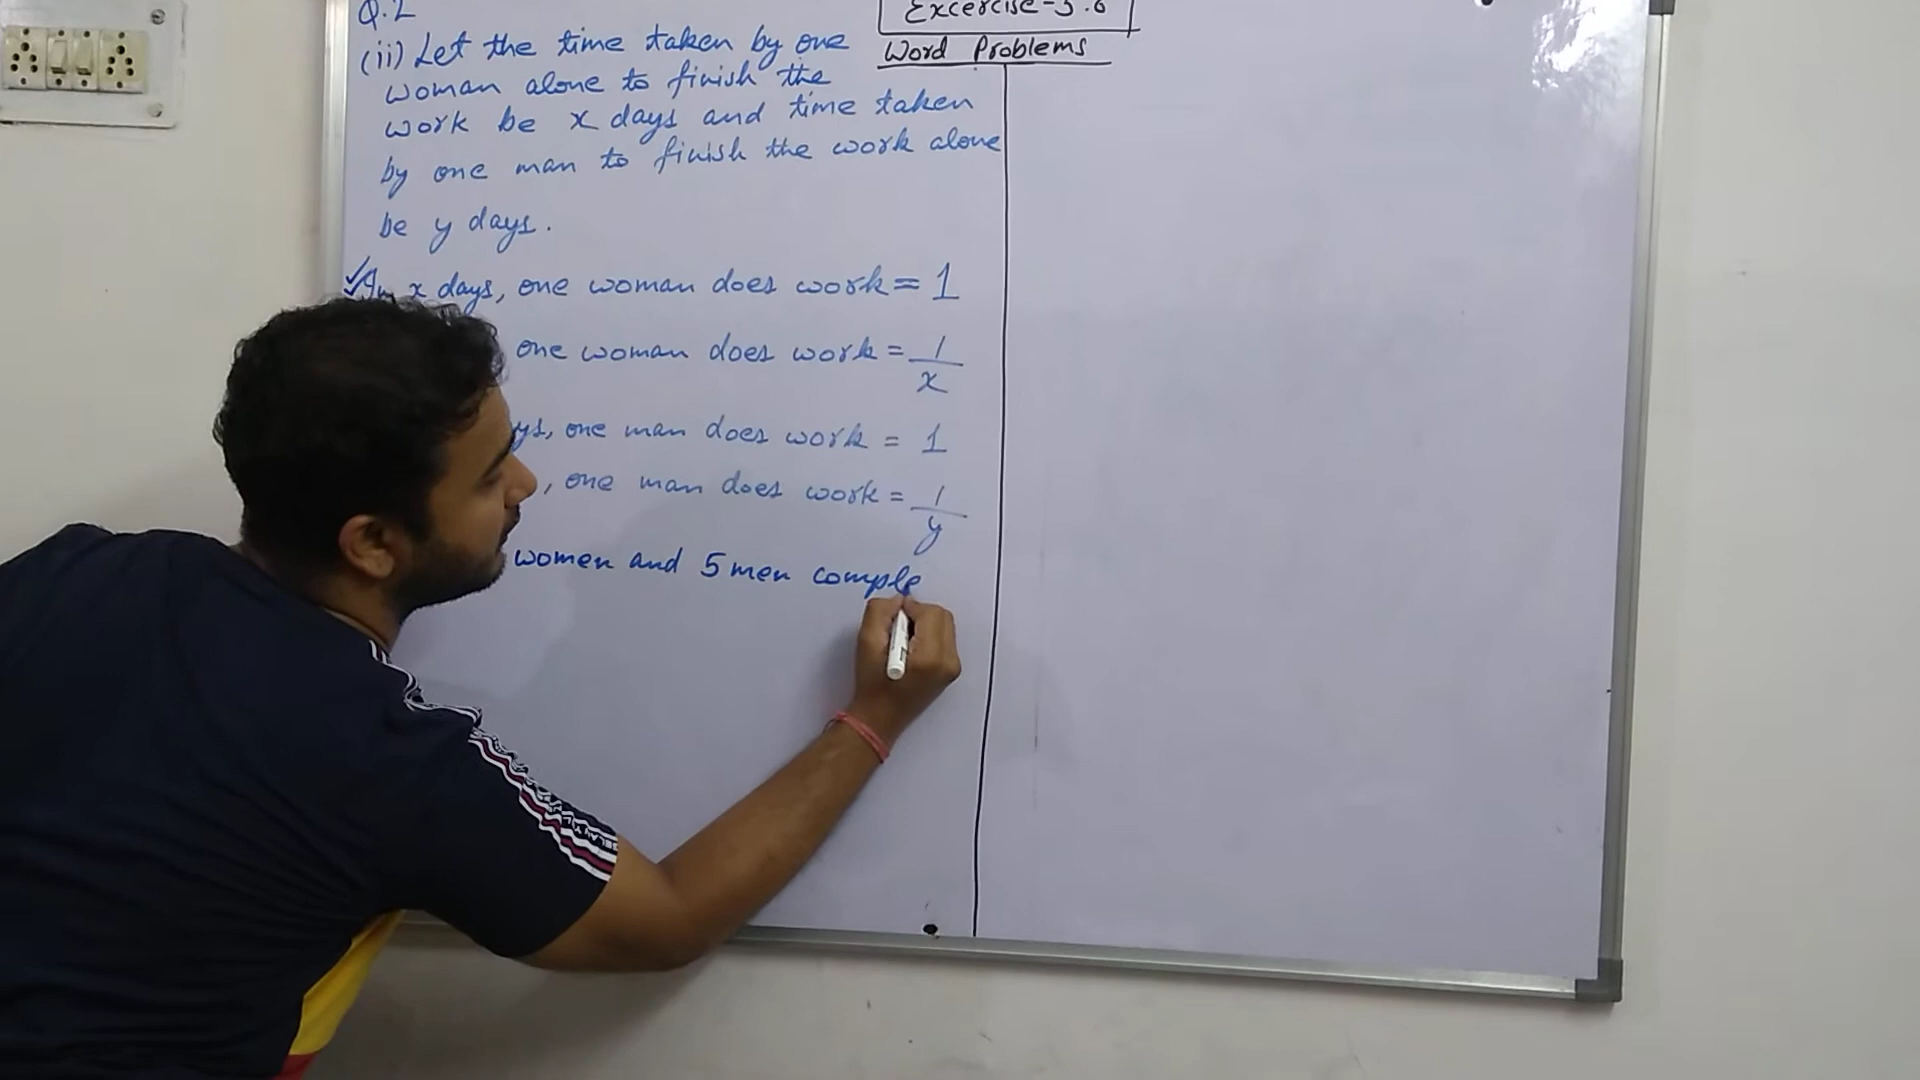 Q.2
Excercise-3.6
Word Problems
(ii) Let the time taken by one
woman alone to finish the
work be x days and time taken
by one man to finish the work alone
be y days.
In x days, one woman does work = 1
one woman does work = 1/x
ys, one man does work = 1
, one man does work = 1/y
women and 5 men comple